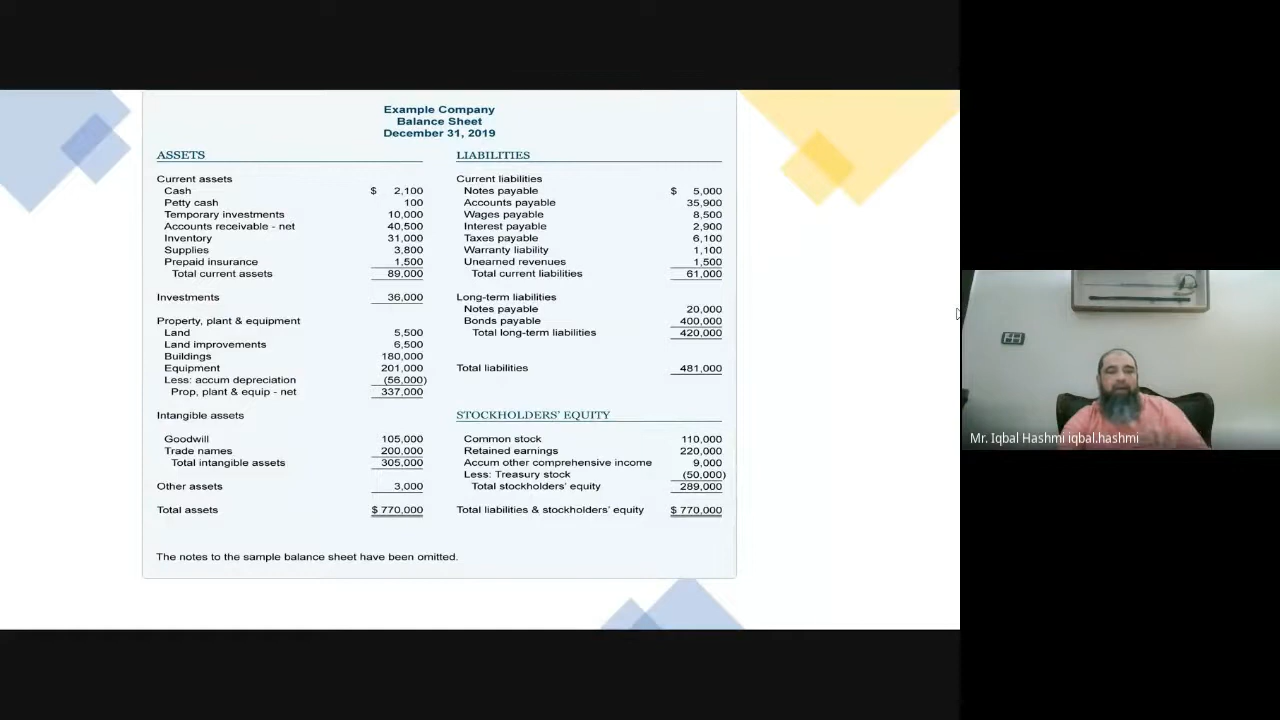 Example Company
Balance Sheet
December 31, 2019
ASSETS
Current assets
Cash $ 2,100
Petty cash 100
Temporary investments 10,000
Accounts receivable - net 40,500
Inventory 31,000
Supplies 3,800
Prepaid insurance 1,500
Total current assets 89,000
Investments 36,000
Property, plant & equipment
Land 5,500
Land improvements 6,500
Buildings 180,000
Equipment 201,000
Less: accum depreciation (56,000)
Prop, plant & equip - net 337,000
Intangible assets
Goodwill 105,000
Trade names 200,000
Total intangible assets 305,000
Other assets 3,000
Total assets $ 770,000
LIABILITIES
Current liabilities
Notes payable $ 5,000
Accounts payable 35,900
Wages payable 8,500
Interest payable 2,900
Taxes payable 6,100
Warranty liability 1,100
Unearned revenues 1,500
Total current liabilities 61,000
Long-term liabilities
Notes payable 20,000
Bonds payable 400,000
Total long-term liabilities 420,000
Total liabilities 481,000
STOCKHOLDERS' EQUITY
Common stock 110,000
Retained earnings 220,000
Accum other comprehensive income 9,000
Less: Treasury stock (50,000)
Total stockholders' equity 289,000
Total liabilities & stockholders' equity $ 770,000
The notes to the sample balance sheet have been omitted.
Mr. Iqbal Hashmi iqbal.hashmi